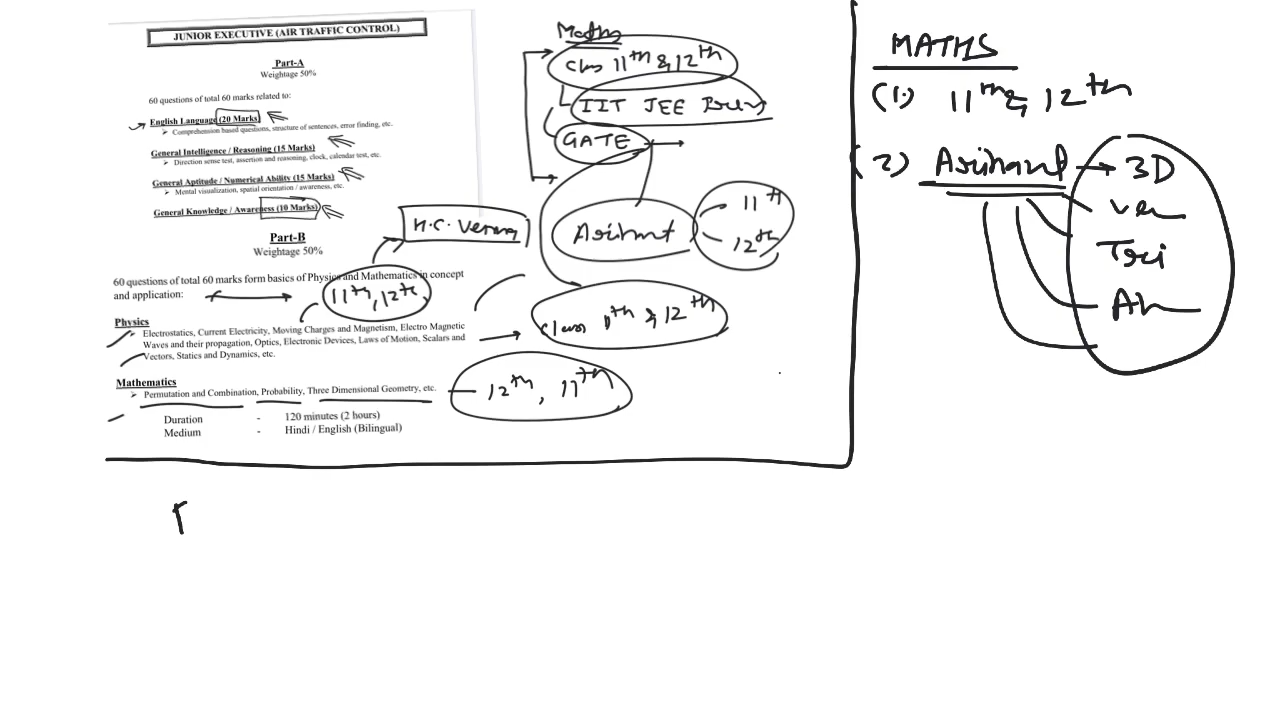 JUNIOR EXECUTIVE (AIR TRAFFIC CONTROL)
Part-A
Weightage 50%
60 questions of total 60 marks related to:
English Language (20 Marks)
➢ Comprehension based questions, structure of sentences, error finding, etc.
General Intelligence / Reasoning (15 Marks)
➢ Direction sense test, assertion and reasoning, clock, calendar test, etc.
General Aptitude / Numerical Ability (15 Marks)
➢ Mental visualization, spatial orientation / awareness, etc.
General Knowledge / Awareness (10 Marks)
Part-B
Weightage 50%
60 questions of total 60 marks form basics of Physics and Mathematics in concept
and application:
11th, 12th
H.C. Verma
Physics
➢ Electrostatics, Current Electricity, Moving Charges and Magnetism, Electro Magnetic
Waves and their propagation, Optics, Electronic Devices, Laws of Motion, Scalars and
Vectors, Statics and Dynamics, etc.
Mathematics
➢ Permutation and Combination, Probability, Three Dimensional Geometry, etc.
12th, 11th
Duration - 120 minutes (2 hours)
Medium - Hindi / English (Bilingual)
Maths
Class 11th & 12th
IIT JEE
GATE
Arihant
11th
12th
Class 11th & 12th
MATHS
(1) 11th & 12th
(2) Arihant → 3D
Ve
Tri